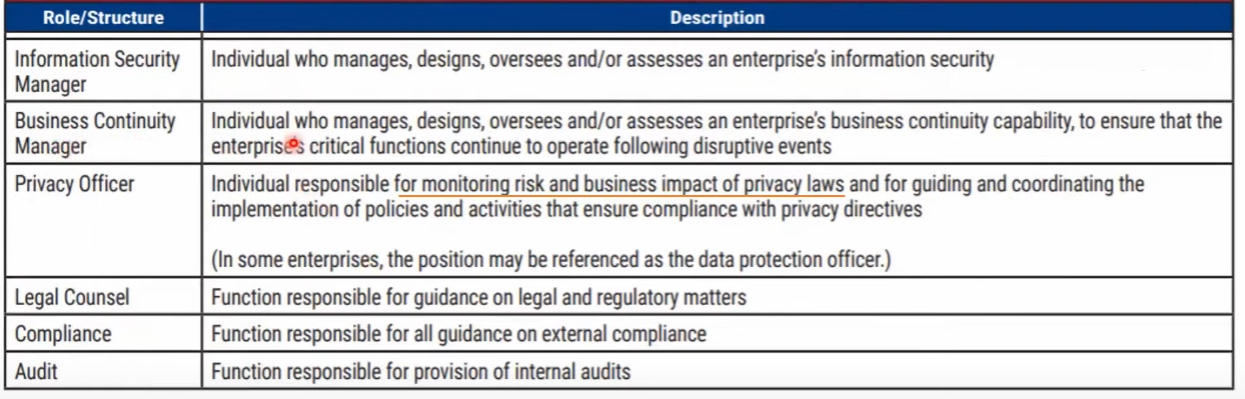 Role/Structure Description
Information Security Manager Individual who manages, designs, oversees and/or assesses an enterprise's information security
Business Continuity Manager Individual who manages, designs, oversees and/or assesses an enterprise's business continuity capability, to ensure that the
enterprise's critical functions continue to operate following disruptive events
Privacy Officer Individual responsible for monitoring risk and business impact of privacy laws and for guiding and coordinating the
implementation of policies and activities that ensure compliance with privacy directives
(In some enterprises, the position may be referenced as the data protection officer.)
Legal Counsel Function responsible for guidance on legal and regulatory matters
Compliance Function responsible for all guidance on external compliance
Audit Function responsible for provision of internal audits